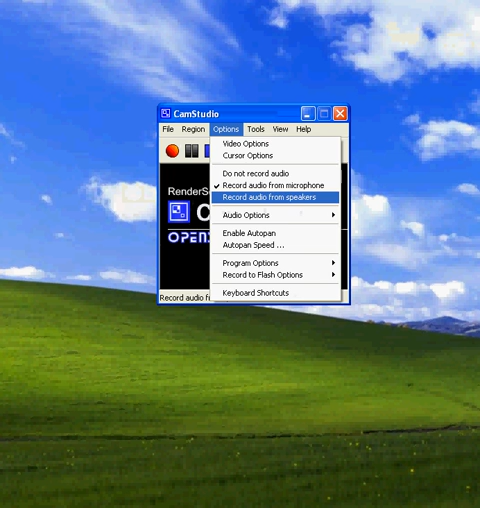 CamStudio
File Region Options Tools View Help
Video Options
Cursor Options
Do not record audio
Record audio from microphone
Record audio from speakers
Audio Options
Enable Autopan
Autopan Speed ...
Program Options
Record to Flash Options
Keyboard Shortcuts
RenderS
C
OPEN
Record audio f